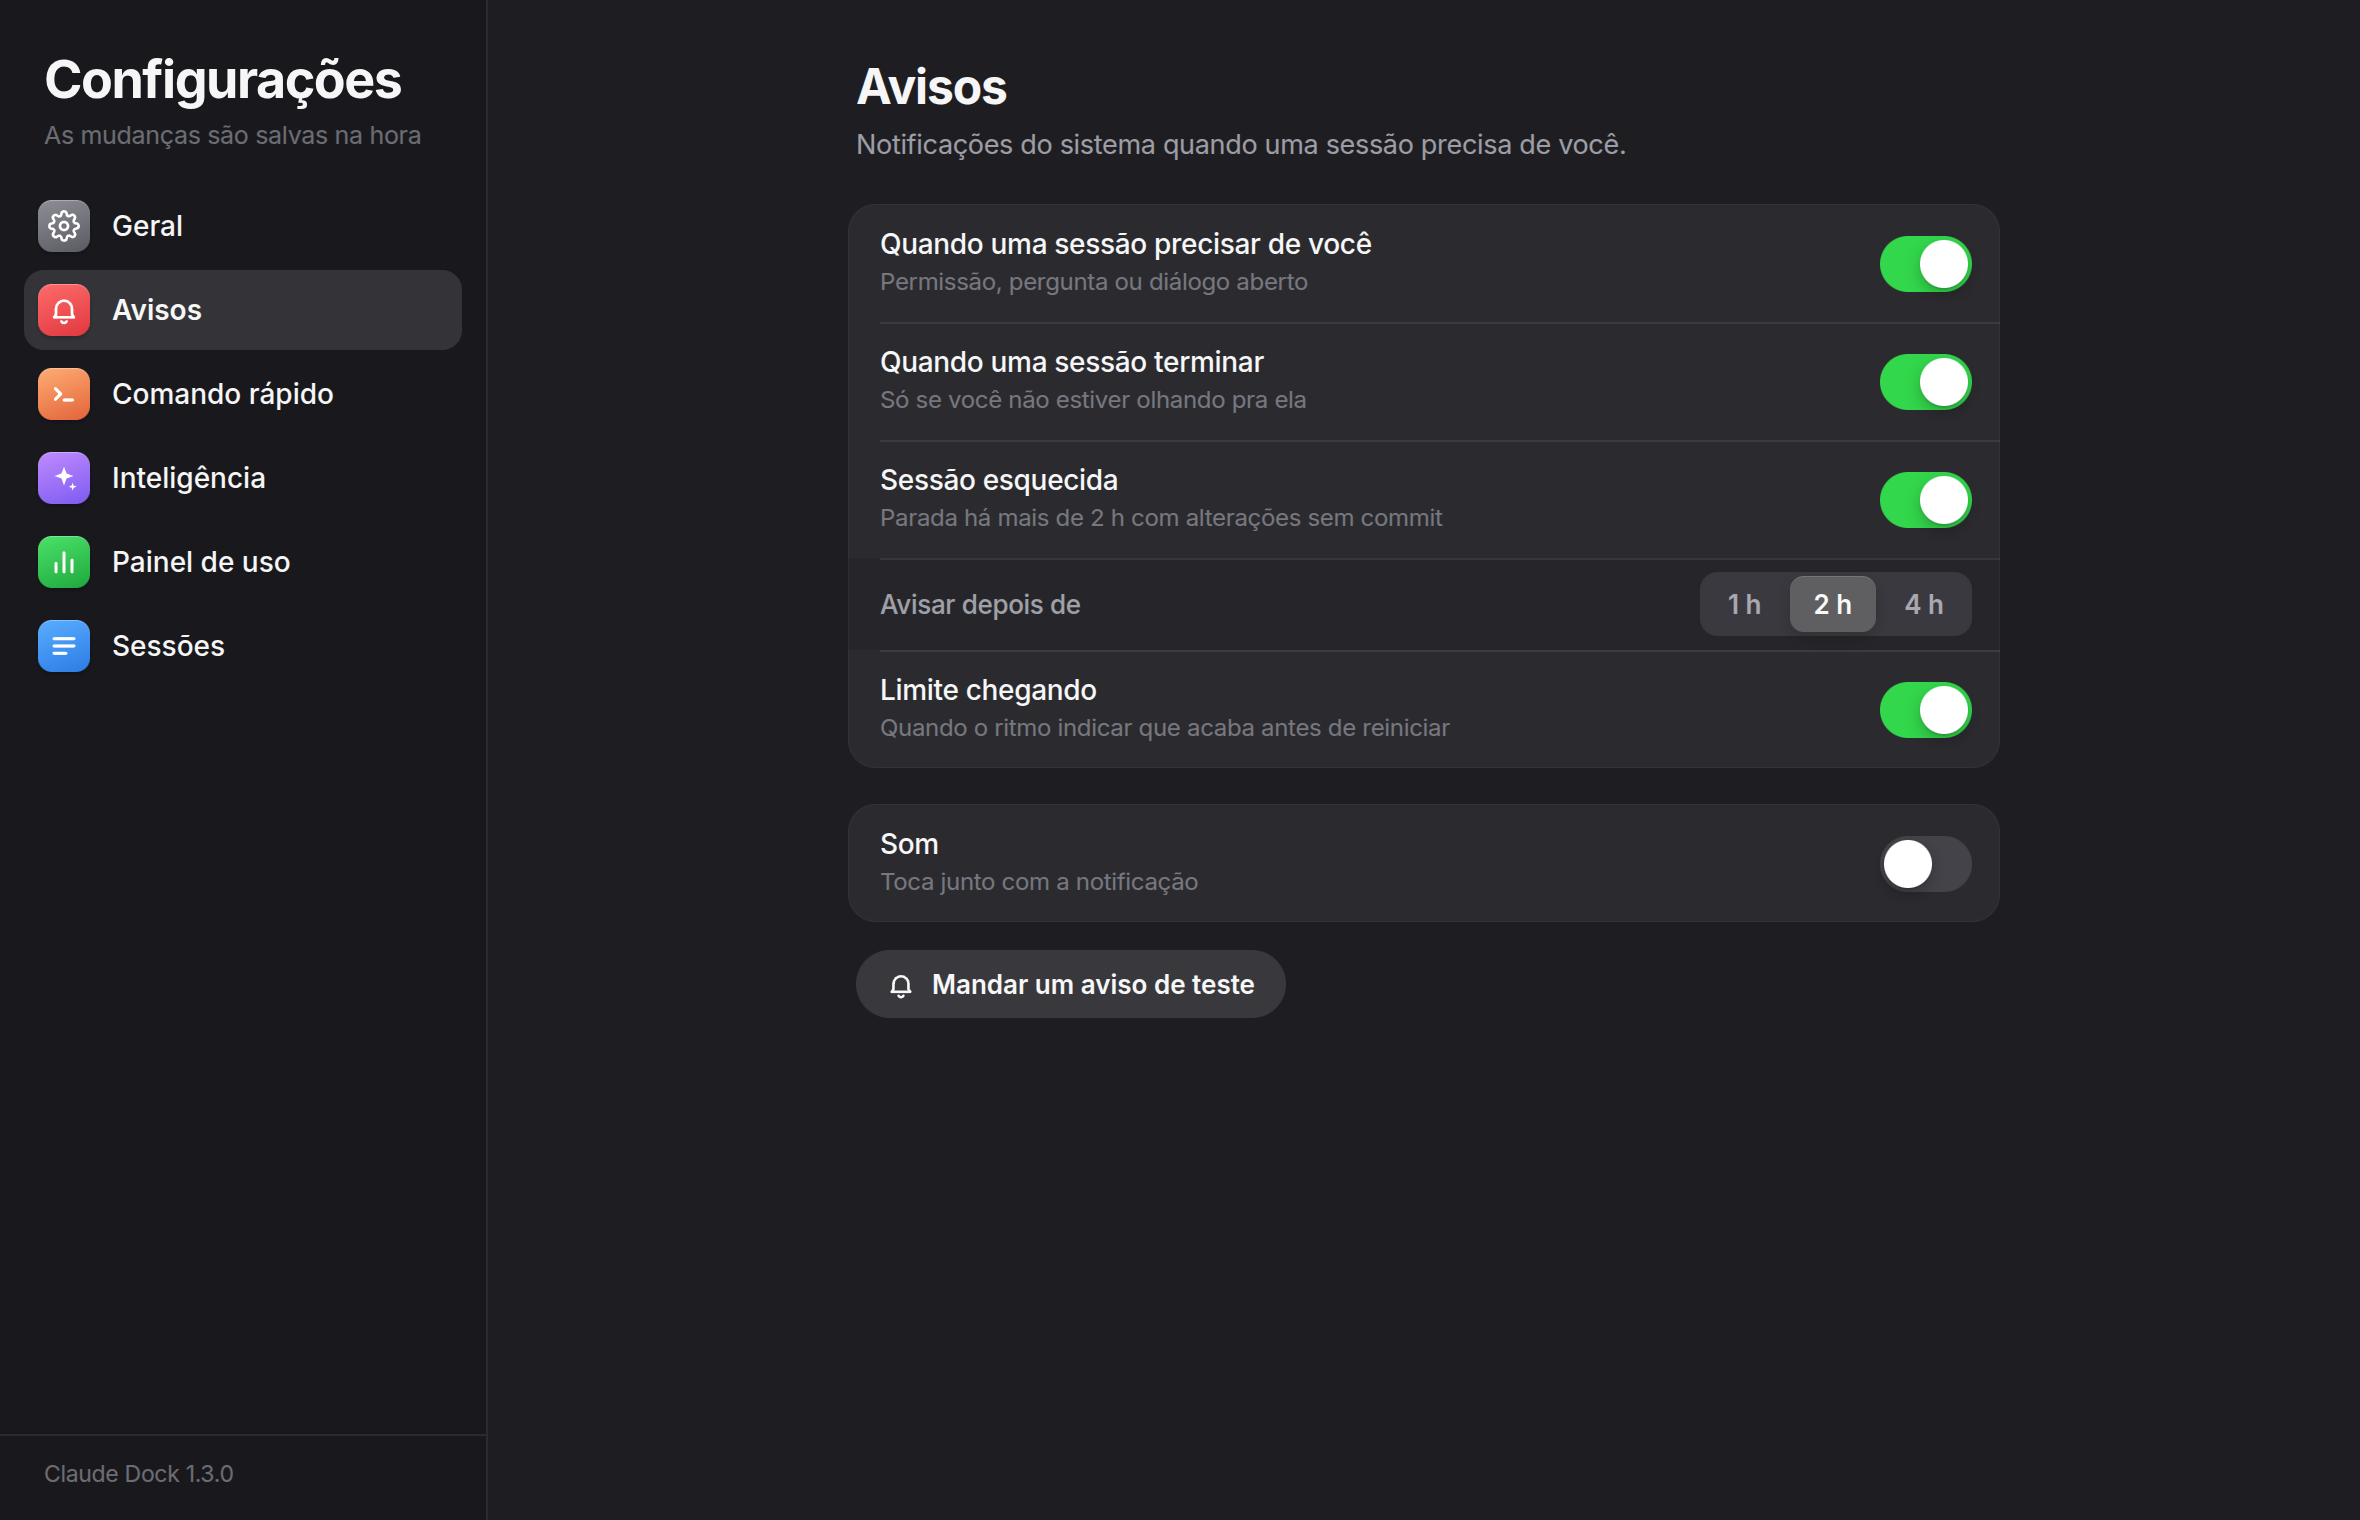 Configurações
As mudanças são salvas na hora
Geral
Avisos
Comando rápido
Inteligência
Painel de uso
Sessões
Claude Dock 1.3.0
Avisos
Notificações do sistema quando uma sessão precisa de você.
Quando uma sessão precisar de você
Permissão, pergunta ou diálogo aberto
Quando uma sessão terminar
Só se você não estiver olhando pra ela
Sessão esquecida
Parada há mais de 2 h com alterações sem commit
Avisar depois de
1 h 2 h 4 h
Limite chegando
Quando o ritmo indicar que acaba antes de reiniciar
Som
Toca junto com a notificação
Mandar um aviso de teste